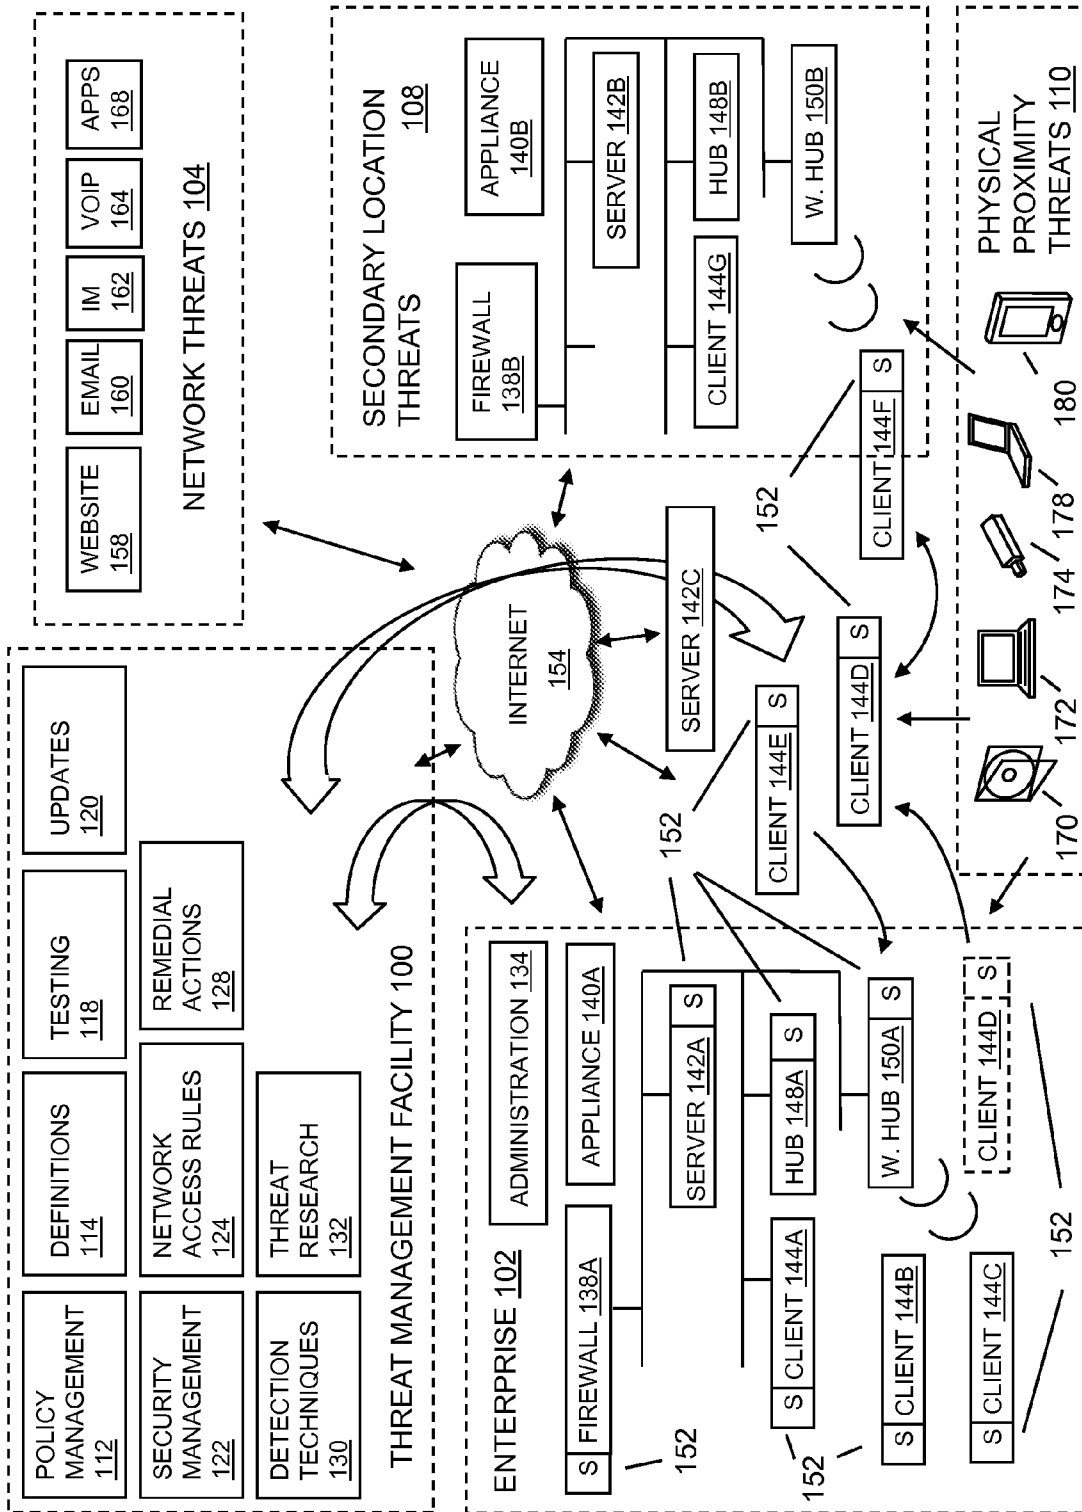 POLICY
MANAGEMENT
112
DEFINITIONS
114
TESTING
118
UPDATES
120
SECURITY
MANAGEMENT
122
NETWORK
ACCESS RULES
124
REMEDIAL
ACTIONS
128
DETECTION
TECHNIQUES
130
THREAT
RESEARCH
132
THREAT MANAGEMENT FACILITY 100
WEBSITE
158
EMAIL
160
IM
162
VOIP
164
APPS
168
NETWORK THREATS 104
INTERNET
154
SERVER 142C
ENTERPRISE 102
ADMINISTRATION 134
S FIREWALL 138A
APPLIANCE 140A
152
SERVER 142A S
S CLIENT 144A
HUB 148A S
152
S CLIENT 144B
W. HUB 150A S
S CLIENT 144C
CLIENT 144D S
152
152
CLIENT 144E S
CLIENT 144D S
152
CLIENT 144F S
SECONDARY LOCATION
THREATS
108
FIREWALL
138B
APPLIANCE
140B
SERVER 142B
CLIENT 144G
HUB 148B
W. HUB 150B
PHYSICAL
PROXIMITY
THREATS 110
170
172
174
178
180